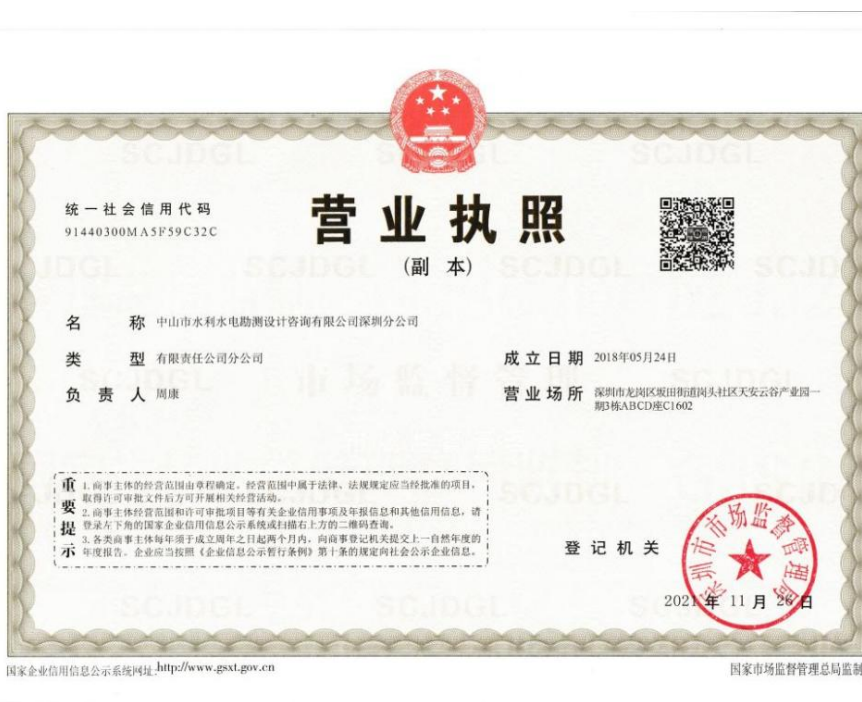 统一社会信用代码
91440300MA5F59C32C
营业执照
(副 本)
名 称 中山市水利水电勘测设计咨询有限公司深圳分公司
类 型 有限责任公司分公司
负 责 人 周康
成立日期 2018年05月24日
营业场所 深圳市龙岗区坂田街道岗头社区天安云谷产业园一
期3栋ABCD座C1602
重要提示
1.商事主体的经营范围由章程确定。经营范围中属于法律、法规规定应当经批准的项目,
取得许可审批文件后方可开展相关经营活动。
2.商事主体经营范围和许可审批项目等有关企业信用事项及年报信息和其他信用信息,请
登录左下角的国家企业信用信息公示系统或扫描右上方的二维码查询。
3.各类商事主体每年须于成立周年之日起两个月内,向商事登记机关提交上一自然年度的
年度报告。企业应当按照《企业信息公示暂行条例》第十条的规定向社会公示企业信息。
登 记 机 关
深圳市市场监督管理局
2021 年 11 月 26 日
国家企业信用信息公示系统网址:http://www.gsxt.gov.cn
国家市场监督管理总局监制
SCJDGL